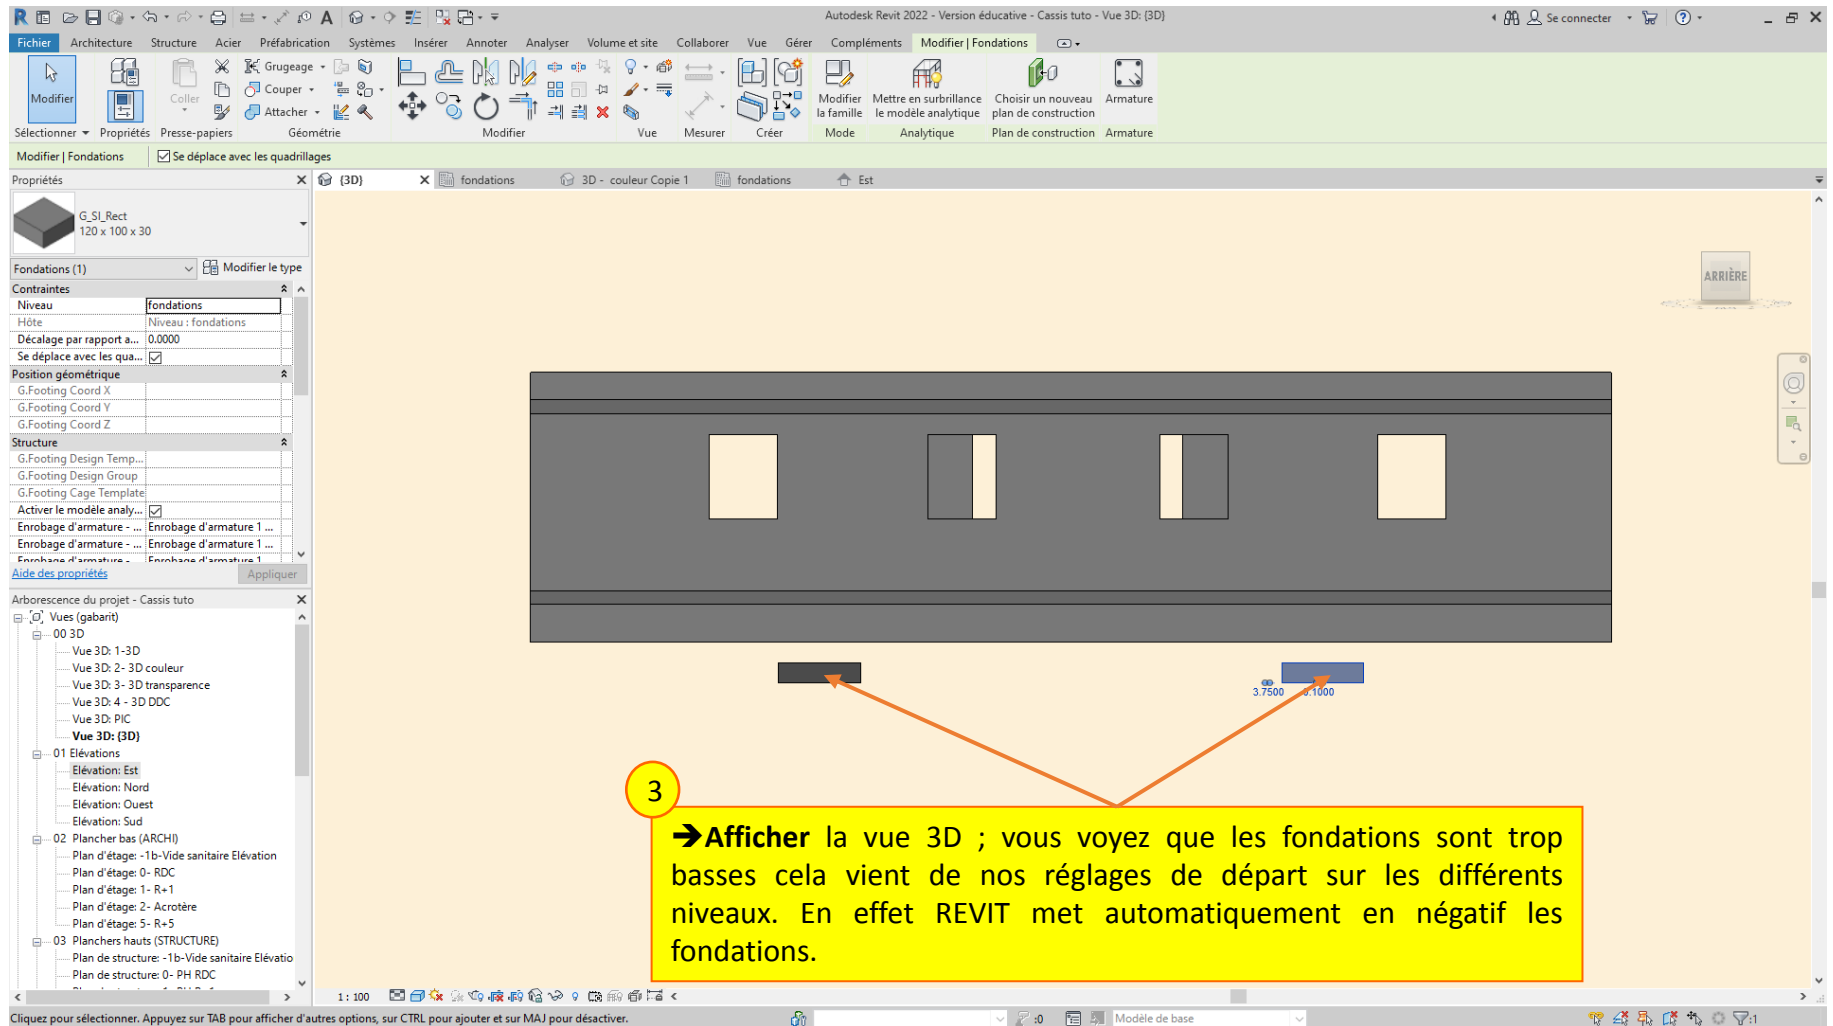 Autodesk Revit 2022 - Version éducative - Cassis tuto - Vue 3D: {3D}
Se connecter
Fichier Architecture Structure Acier Préfabrication Systèmes Insérer Annoter Analyser Volume et site Collaborer Vue Gérer Compléments Modifier | Fondations
Modifier
Coller
Grugeage
Couper
Attacher
Modifier la famille
Mettre en surbrillance le modèle analytique
Choisir un nouveau plan de construction
Armature
Sélectionner Propriétés Presse-papiers Géométrie Modifier Vue Mesurer Créer Mode Analytique Plan de construction Armature
Modifier | Fondations Se déplace avec les quadrillages
Propriétés
{3D} fondations 3D - couleur Copie 1 fondations Est
G_SI_Rect
120 x 100 x 30
Fondations (1) Modifier le type
Contraintes
Niveau fondations
Hôte Niveau : fondations
Décalage par rapport a... 0.0000
Se déplace avec les qua...
Position géométrique
G.Footing Coord X
G.Footing Coord Y
G.Footing Coord Z
Structure
G.Footing Design Temp...
G.Footing Design Group
G.Footing Cage Template
Activer le modèle analy...
Enrobage d'armature - ... Enrobage d'armature 1 ...
Enrobage d'armature - ... Enrobage d'armature 1 ...
Enrobage d'armature - Enrobage d'armature 1
Aide des propriétés Appliquer
ARRIÈRE
Arborescence du projet - Cassis tuto
Vues (gabarit)
00 3D
Vue 3D: 1-3D
Vue 3D: 2- 3D couleur
Vue 3D: 3- 3D transparence
Vue 3D: 4 - 3D DDC
Vue 3D: PIC
Vue 3D: {3D}
01 Elévations
Elévation: Est
Elévation: Nord
Elévation: Ouest
Elévation: Sud
02 Plancher bas (ARCHI)
Plan d'étage: -1b-Vide sanitaire Elévation
Plan d'étage: 0- RDC
Plan d'étage: 1- R+1
Plan d'étage: 2- Acrotère
Plan d'étage: 5- R+5
03 Planchers hauts (STRUCTURE)
Plan de structure: -1b-Vide sanitaire Elévatio
Plan de structure: 0- PH RDC
3.7500 .1000
3
➔Afficher la vue 3D ; vous voyez que les fondations sont trop
basses cela vient de nos réglages de départ sur les différents
niveaux. En effet REVIT met automatiquement en négatif les
fondations.
1 : 100
Cliquez pour sélectionner. Appuyez sur TAB pour afficher d'autres options, sur CTRL pour ajouter et sur MAJ pour désactiver.
:0 Modèle de base :1